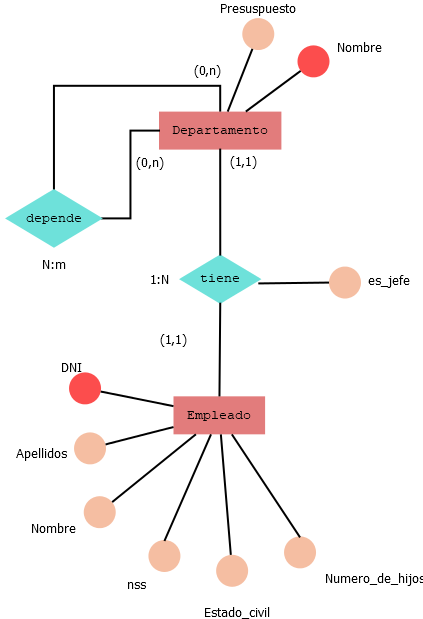 Presuspuesto
Nombre
(0,n)
Departamento
(0,n)
(1,1)
depende
N:m
1:N
tiene
es_jefe
(1,1)
DNI
Empleado
Apellidos
Nombre
nss
Estado_civil
Numero_de_hijos